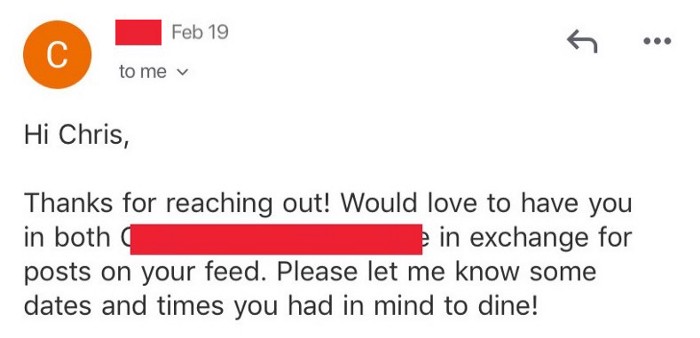 C
Feb 19
to me
Hi Chris,
Thanks for reaching out! Would love to have you
in both in exchange for
posts on your feed. Please let me know some
dates and times you had in mind to dine!